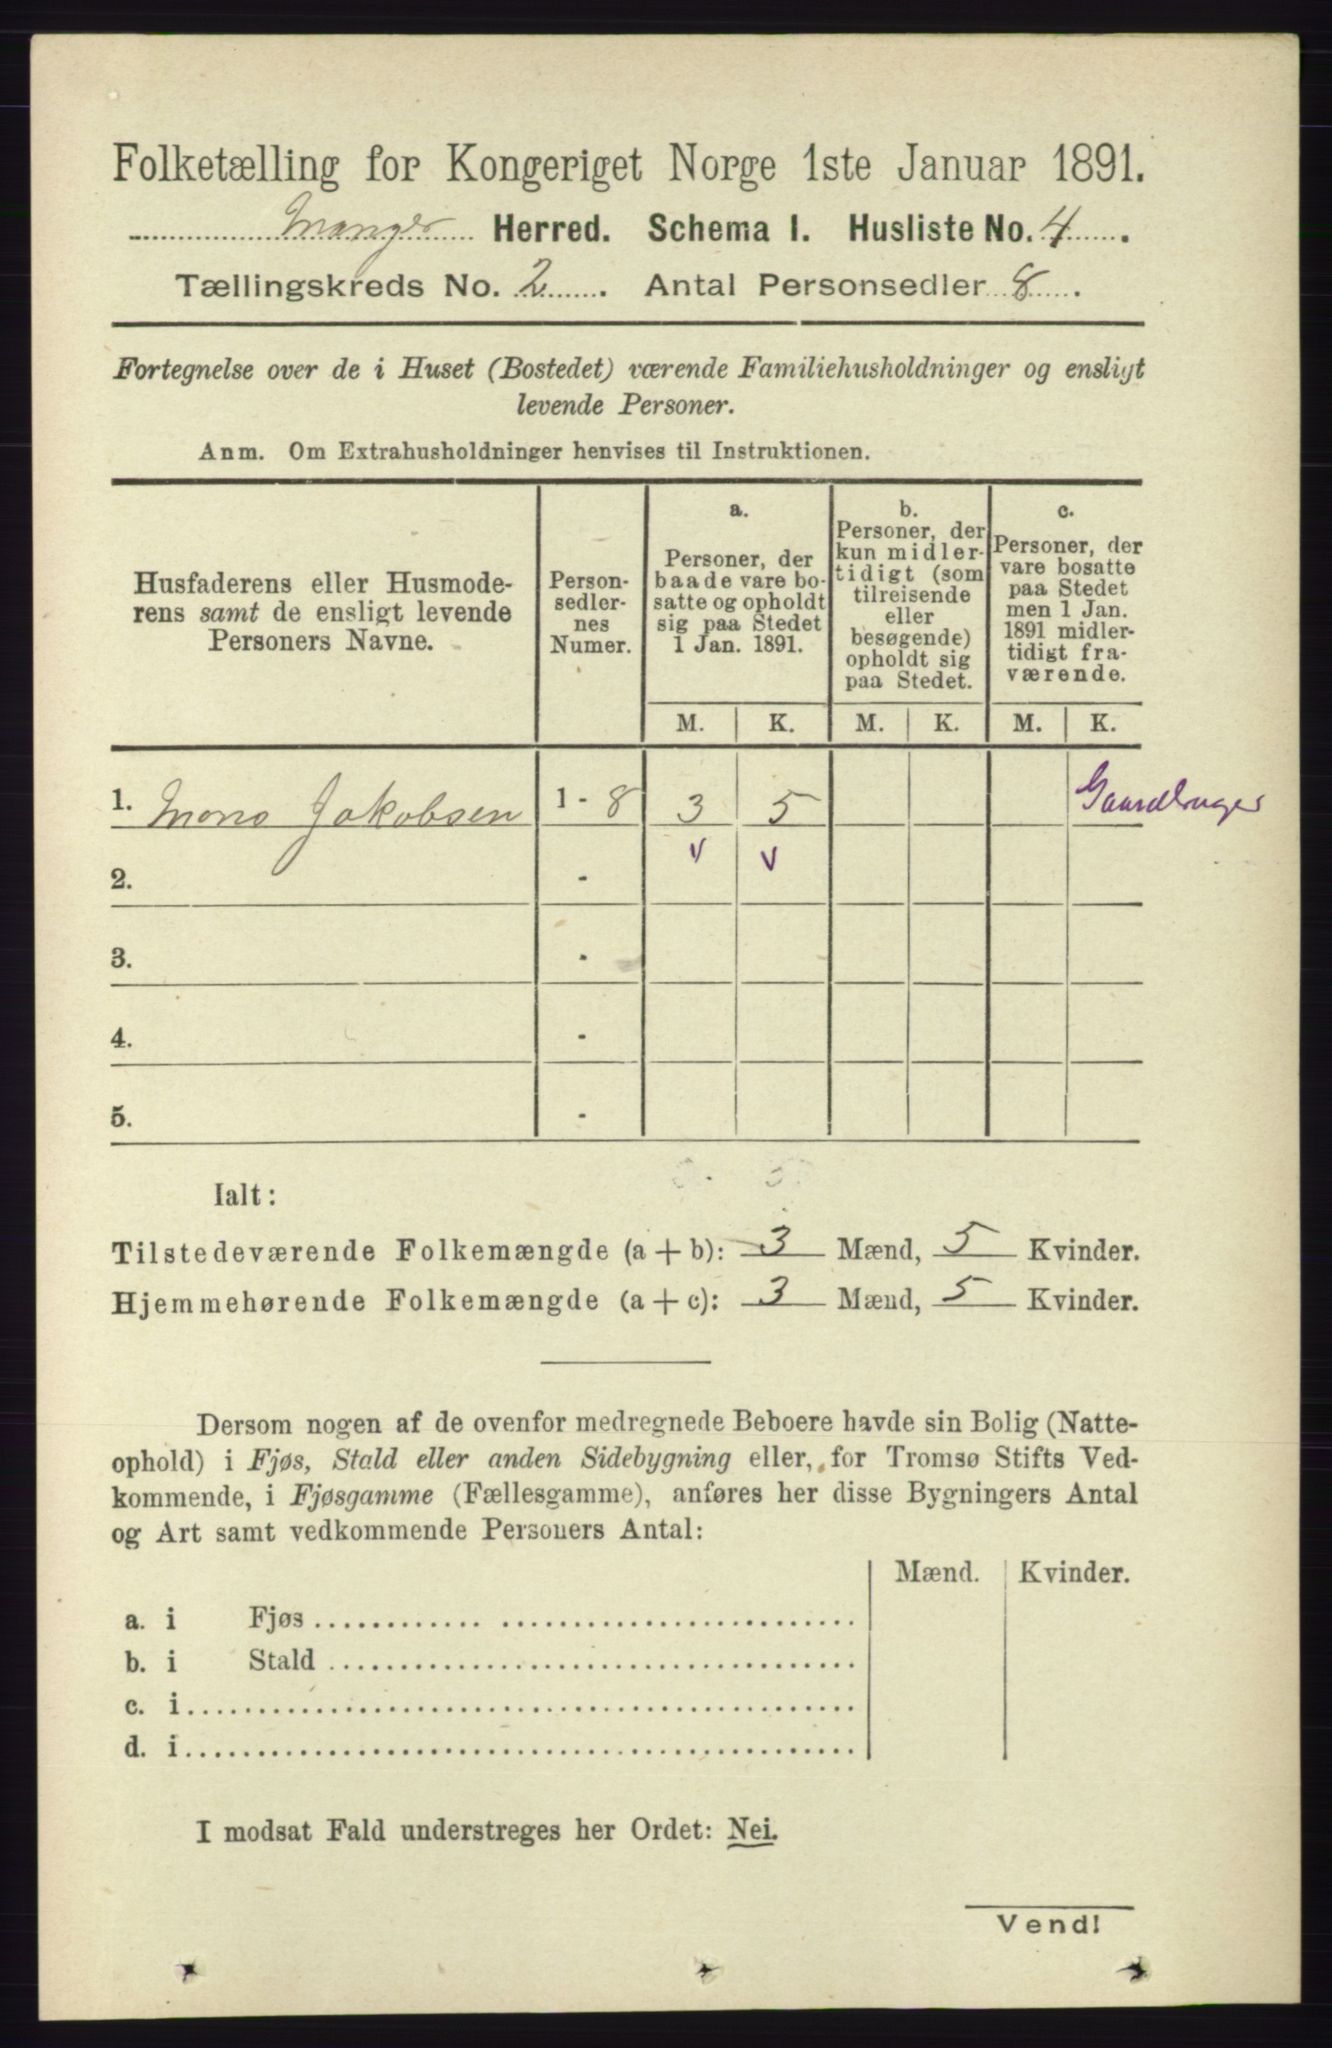 Folketælling for Kongeriget Norge 1ste Januar 1891.
Manger Herred. Schema I. Husliste No. 4.
Tællingskreds No. 2. Antal Personsedler 8.
Fortegnelse over de i Huset (Bostedet) værende Familiehusholdninger og ensligt
levende Personer.
Anm. Om Extrahusholdninger henvises til Instruktionen.
Husfaderens eller Husmode-
rens samt de ensligt levende
Personers Navne.
Person-
sedler-
nes
Numer.
a.
Personer, der
baade vare bo-
satte og opholdt
sig paa Stedet
1 Jan. 1891.
b.
Personer, der
kun midler-
tidigt (som
tilreisende
eller
besøgende)
opholdt sig
paa Stedet.
c.
Personer, der
vare bosatte
paa Stedet
men 1 Jan.
1891 midler-
tidigt fra-
værende.
M. K. M. K. M. K.
1. Mons Jakobsen 1 - 8 3 5 Gaardbruger
2. -
3. -
4. -
5. -
Ialt:
Tilstedeværende Folkemængde (a + b): 3 Mænd, 5 Kvinder.
Hjemmehørende Folkemængde (a + c): 3 Mænd, 5 Kvinder.
Dersom nogen af de ovenfor medregnede Beboere havde sin Bolig (Natte-
ophold) i Fjøs, Stald eller anden Sidebygning eller, for Tromsø Stifts Ved-
kommende, i Fjøsgamme (Fællesgamme), anføres her disse Bygningers Antal
og Art samt vedkommende Personers Antal:
Mænd. Kvinder.
a. i Fjøs
b. i Stald
c. i
d. i
I modsat Fald understreges her Ordet: Nei.
Vend!